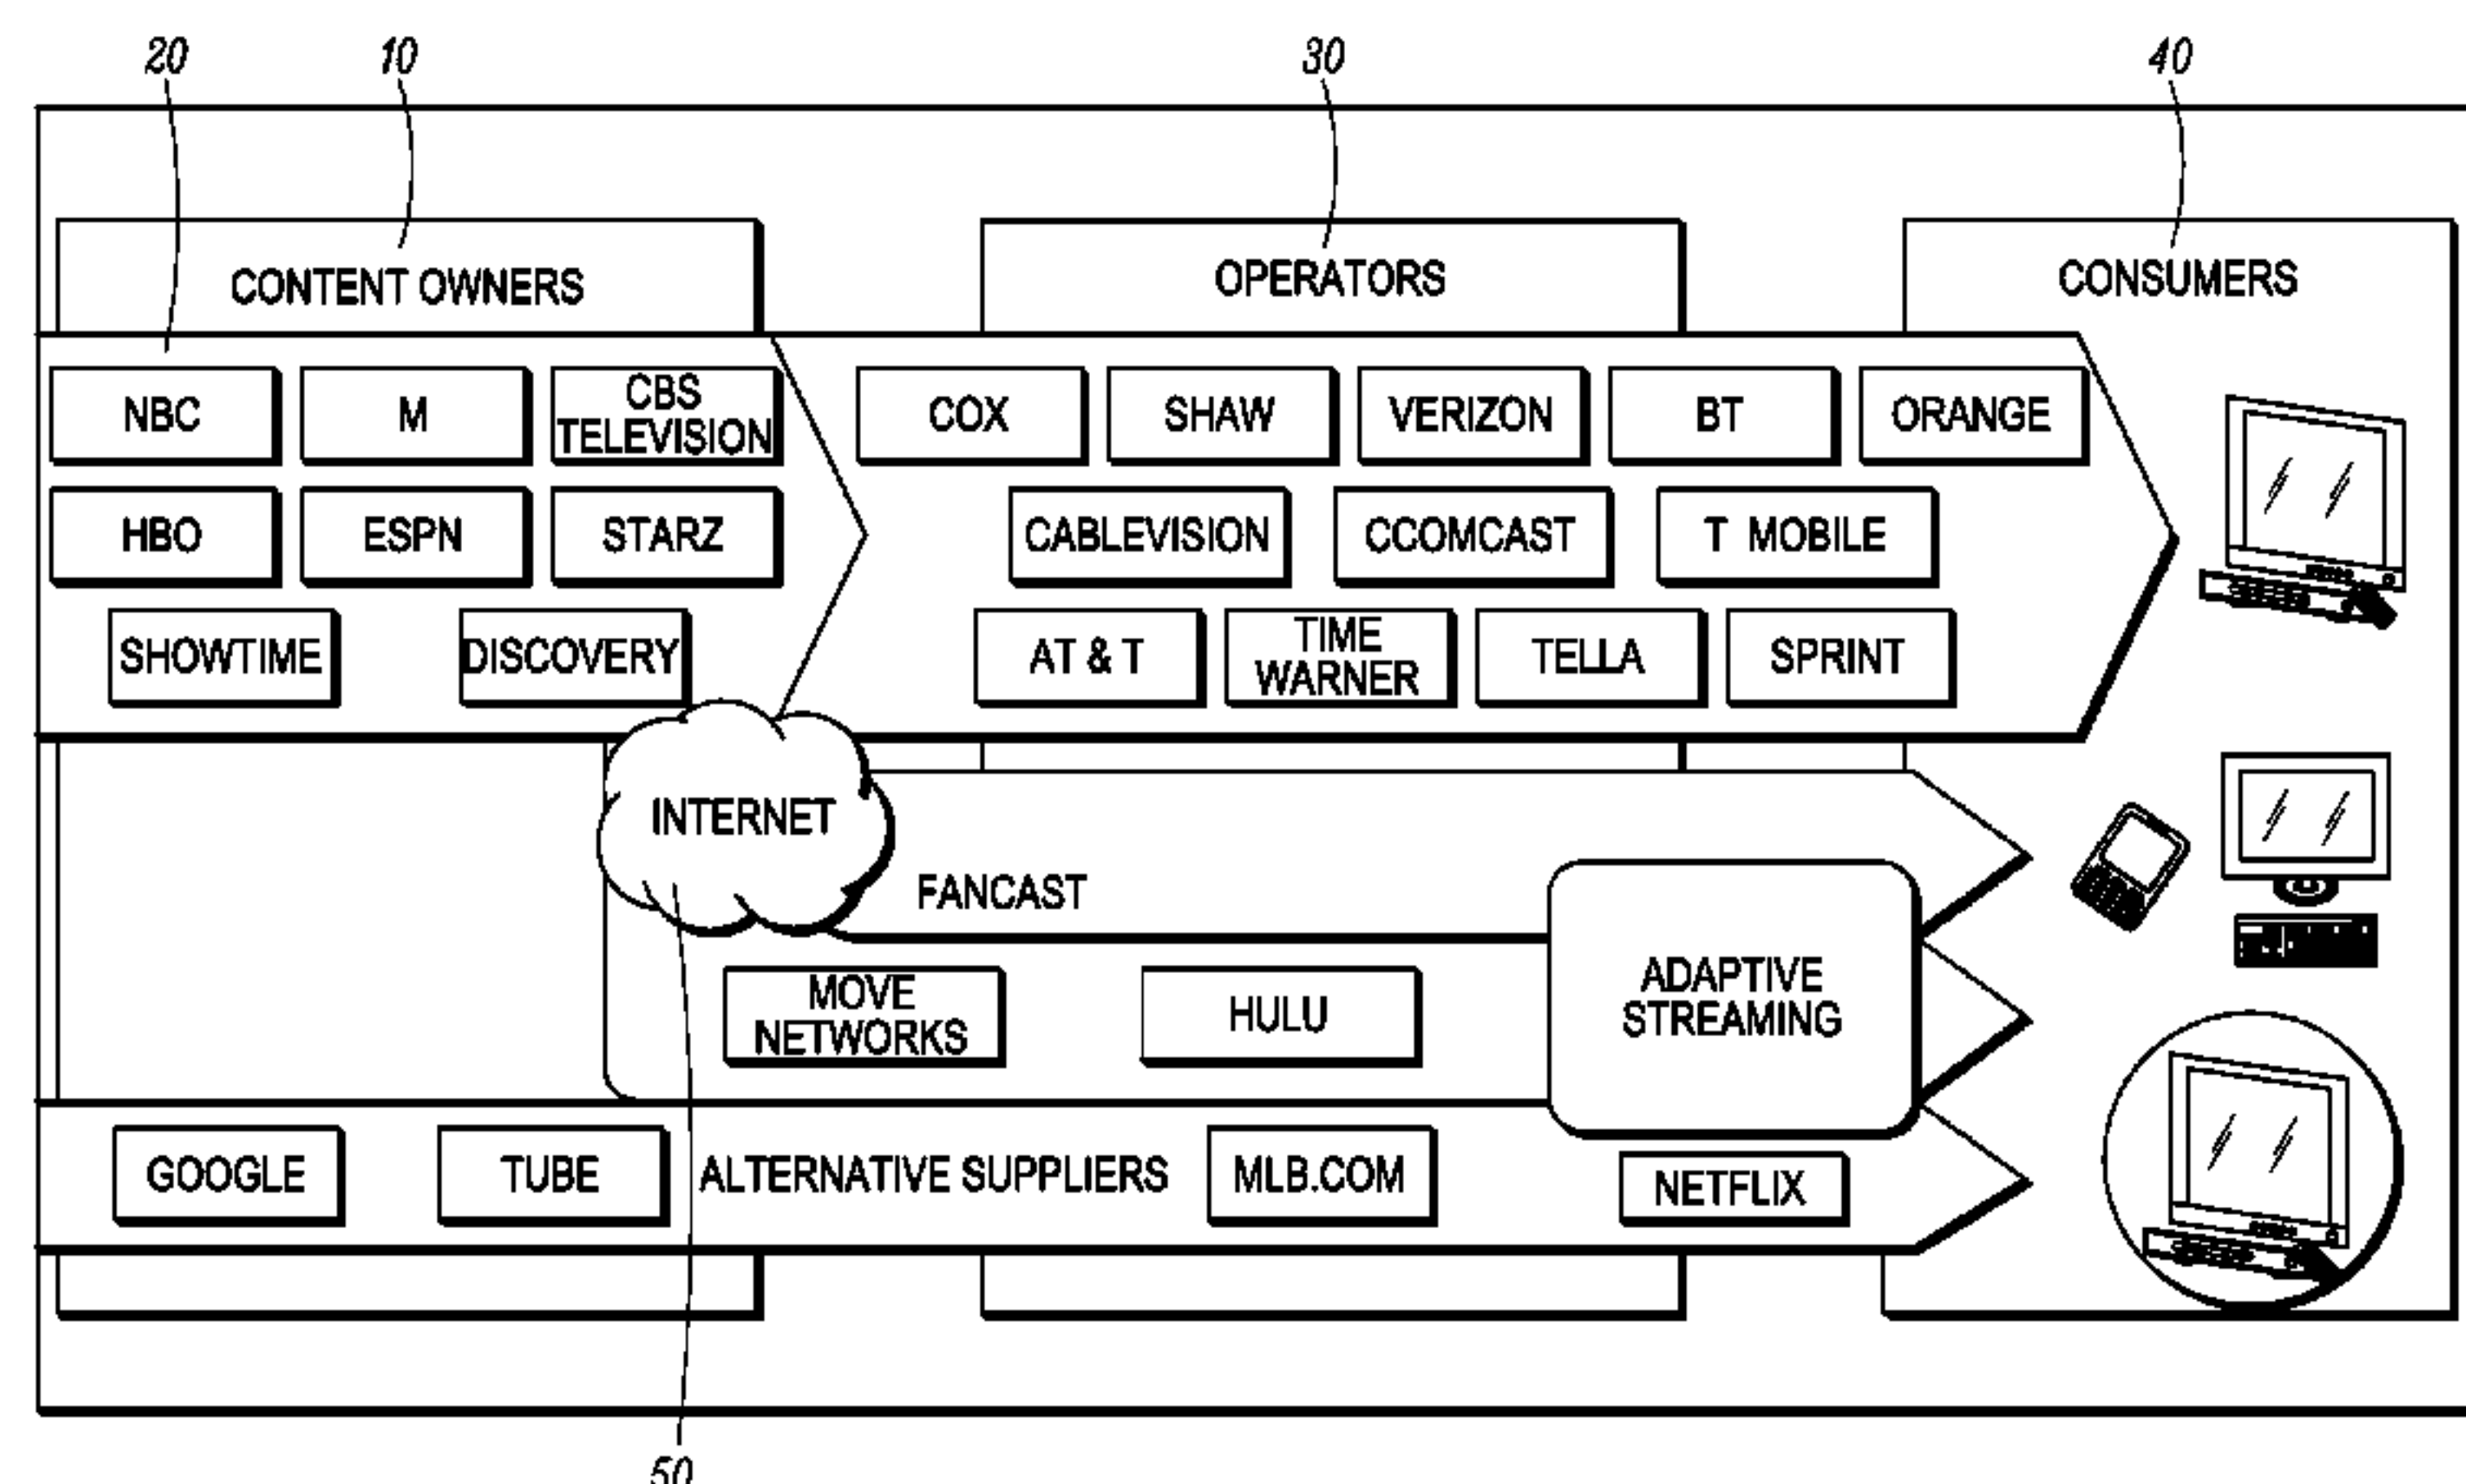 20
10
30
40
CONTENT OWNERS
OPERATORS
CONSUMERS
NBC
M
CBS
TELEVISION
COX
SHAW
VERIZON
BT
ORANGE
HBO
ESPN
STARZ
CABLEVISION
CCOMCAST
T MOBILE
SHOWTIME
DISCOVERY
AT & T
TIME
WARNER
TELLA
SPRINT
INTERNET
FANCAST
MOVE
NETWORKS
HULU
ADAPTIVE
STREAMING
GOOGLE
TUBE
ALTERNATIVE SUPPLIERS
MLB.COM
NETFLIX
50